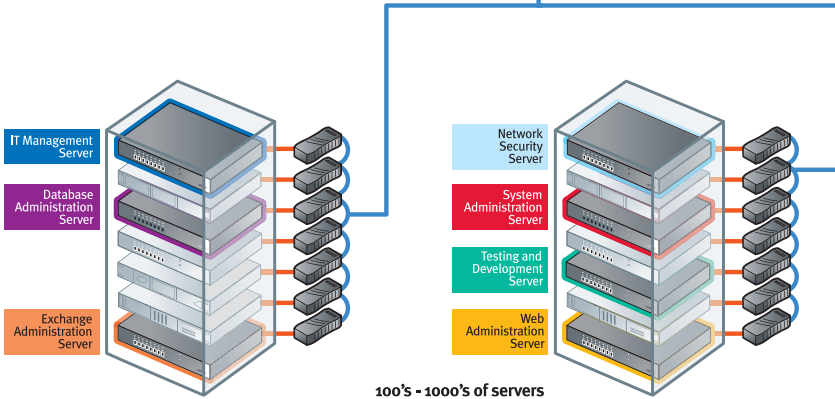 IT Management
Server
Database
Administration
Server
Exchange
Administration
Server
Network
Security
Server
System
Administration
Server
Testing and
Development
Server
Web
Administration
Server
100's - 1000's of servers